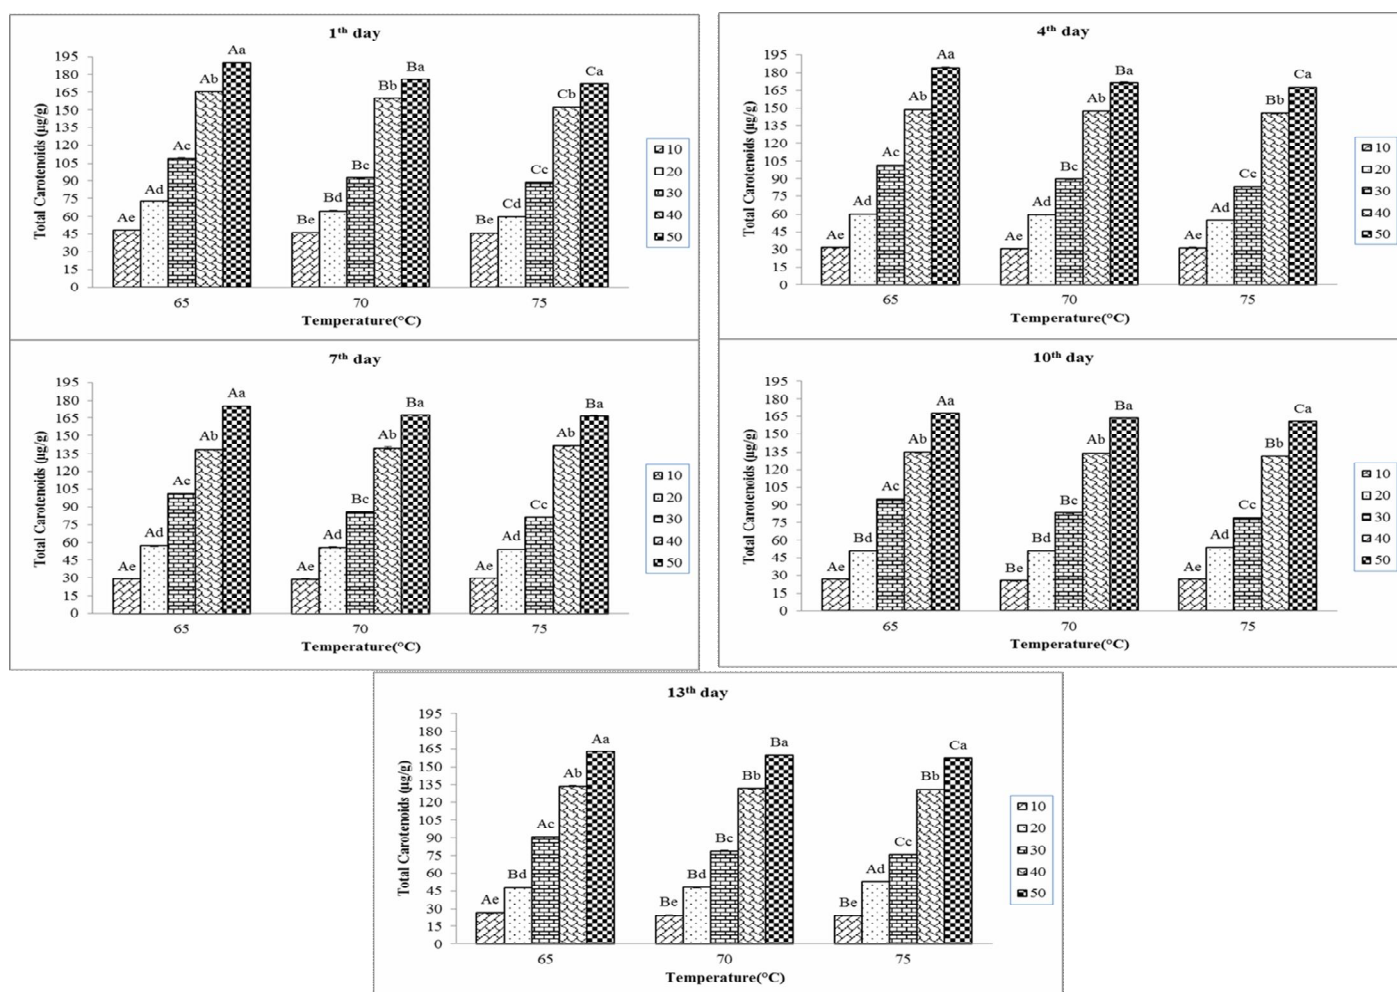 1th day
Total Carotenoids (µg/g)
195
180
165
150
135
120
105
90
75
60
45
30
15
0
Ae Ad Ac Ab Aa
Be Bd Bc Bb Ba
Ae Cd Cc Cb Ca
65 70 75
Temperature(°C)
10
20
30
40
50
4th day
Total Carotenoids (µg/g)
195
180
165
150
135
120
105
90
75
60
45
30
15
0
Ae Ad Ac Ab Aa
Ae Ad Bc Ab Ba
Ae Ad Cc Bb Ca
65 70 75
Temperature(°C)
10
20
30
40
50
7th day
Total Carotenoids (µg/g)
195
180
165
150
135
120
105
90
75
60
45
30
15
0
Ae Ad Ac Ab Aa
Ae Ad Bc Ab Ba
Ae Ad Cc Ab Ba
65 70 75
Temperature(°C)
10
20
30
40
50
10th day
Total Carotenoids (µg/g)
195
180
165
150
135
120
105
90
75
60
45
30
15
0
Ae Bd Ac Ab Aa
Be Bd Bc Ab Ba
Ae Ad Cc Bb Ca
65 70 75
Temperature(°C)
10
20
30
40
50
13th day
Total Carotenoids (µg/g)
195
180
165
150
135
120
105
90
75
60
45
30
15
0
Ae Bd Ac Ab Aa
Be Bd Bc Bb Ba
Be Ad Cc Bb Ca
65 70 75
Temperature(°C)
10
20
30
40
50